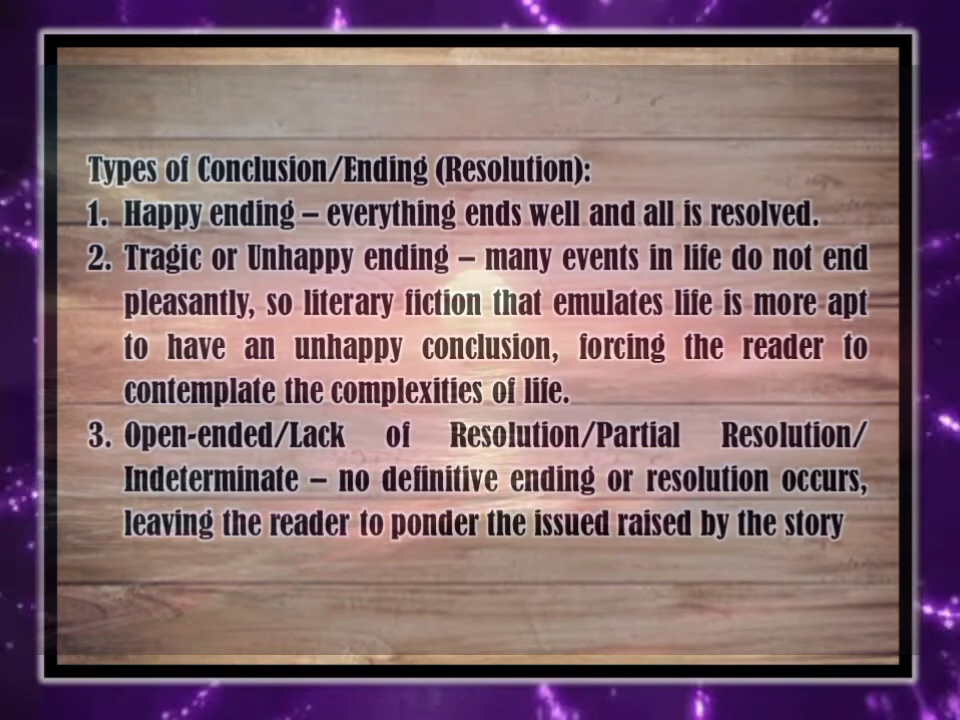 Types of Conclusion/Ending (Resolution):
1. Happy ending – everything ends well and all is resolved.
2. Tragic or Unhappy ending – many events in life do not end
pleasantly, so literary fiction that emulates life is more apt
to have an unhappy conclusion, forcing the reader to
contemplate the complexities of life.
3. Open-ended/Lack of Resolution/Partial Resolution/
Indeterminate – no definitive ending or resolution occurs,
leaving the reader to ponder the issued raised by the story